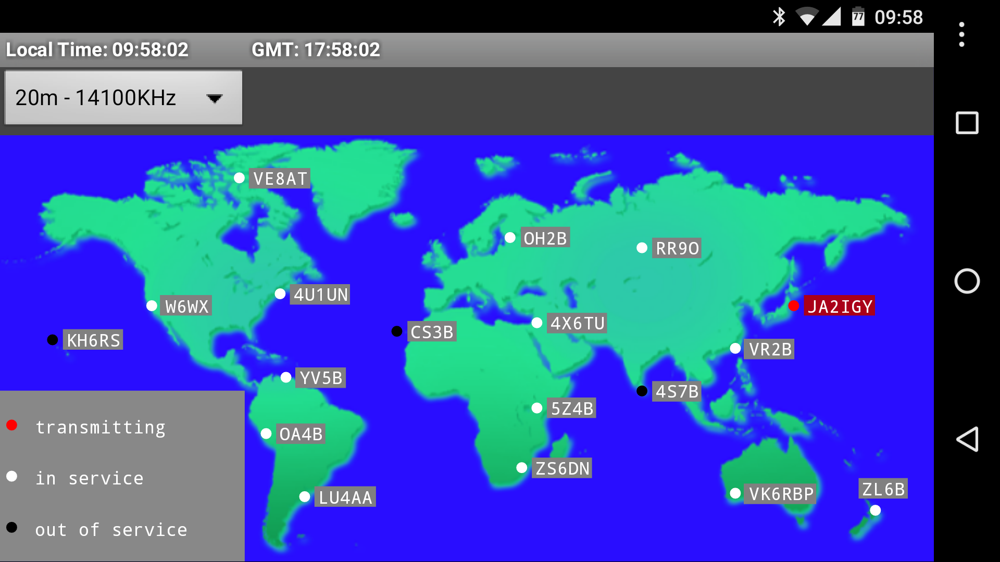 77 09:58
Local Time: 09:58:02 GMT: 17:58:02
20m - 14100KHz
VE8AT
OH2B
RR9O
4U1UN
W6WX
JA2IGY
4X6TU
CS3B
KH6RS
VR2B
YV5B
4S7B
5Z4B
OA4B
ZS6DN
LU4AA
VK6RBP
ZL6B
transmitting
in service
out of service